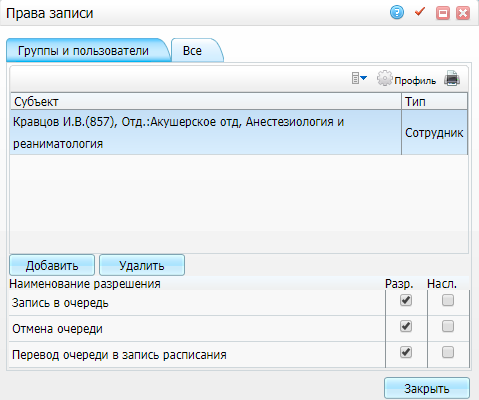 Права записи
Группы и пользователи Все
Профиль
Субъект Тип
Кравцов И.В.(857), Отд.:Акушерское отд, Анестезиология и
реаниматология Сотрудник
Добавить Удалить
Наименование разрешения Разр. Насл.
Запись в очередь
Отмена очереди
Перевод очереди в запись расписания
Закрыть